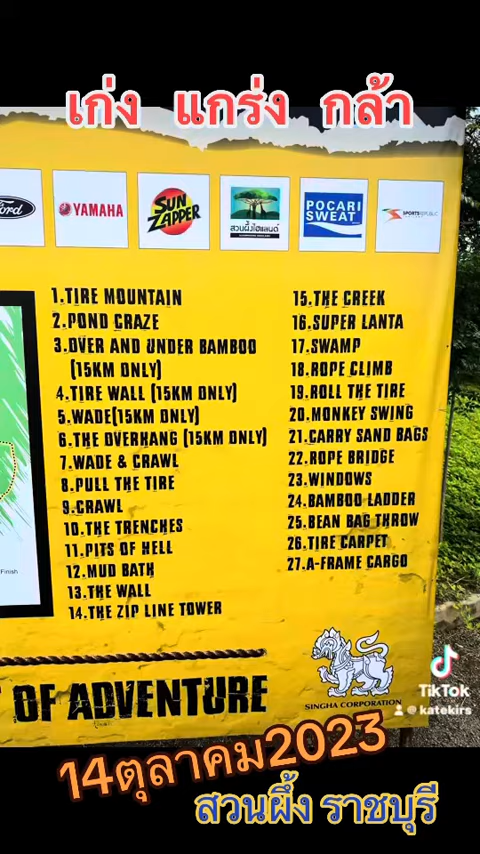 เก่ง แกร่ง กล้า
Ford
YAMAHA
SUN ZAPPER
สวนผึ้งไฮแลนด์
POCARI SWEAT
SPORTS REPUBLIC
1.TIRE MOUNTAIN
2.POND CRAZE
3.OVER AND UNDER BAMBOO
(15KM ONLY)
4.TIRE WALL (15KM ONLY)
5.WADE(15KM ONLY)
6.THE OVERHANG (15KM ONLY)
7.WADE & CRAWL
8.PULL THE TIRE
9.CRAWL
10.THE TRENCHES
11.PITS OF HELL
12.MUD BATH
13.THE WALL
14.THE ZIP LINE TOWER
15.THE CREEK
16.SUPER LANTA
17.SWAMP
18.ROPE CLIMB
19.ROLL THE TIRE
20.MONKEY SWING
21.CARRY SAND BAGS
22.ROPE BRIDGE
23.WINDOWS
24.BAMBOO LADDER
25.BEAN BAG THROW
26.TIRE CARPET
27.A-FRAME CARGO
Finish
OF ADVENTURE
SINGHA CORPORATION
TikTok
@katekirs
14ตุลาคม2023
สวนผึ้ง ราชบุรี